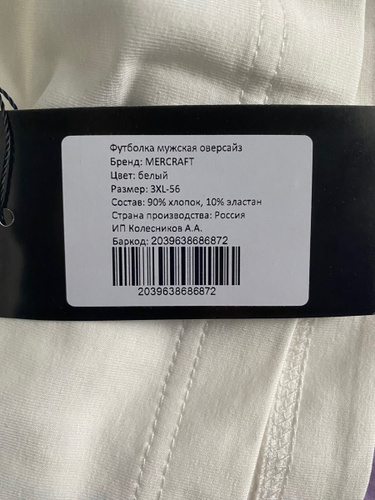 Футболка мужская оверсайз
Бренд: MERCRAFT
Цвет: белый
Размер: 3XL-56
Состав: 90% хлопок, 10% эластан
Страна производства: Россия
ИП Колесников А.А.
Баркод: 2039638686872
2039638686872